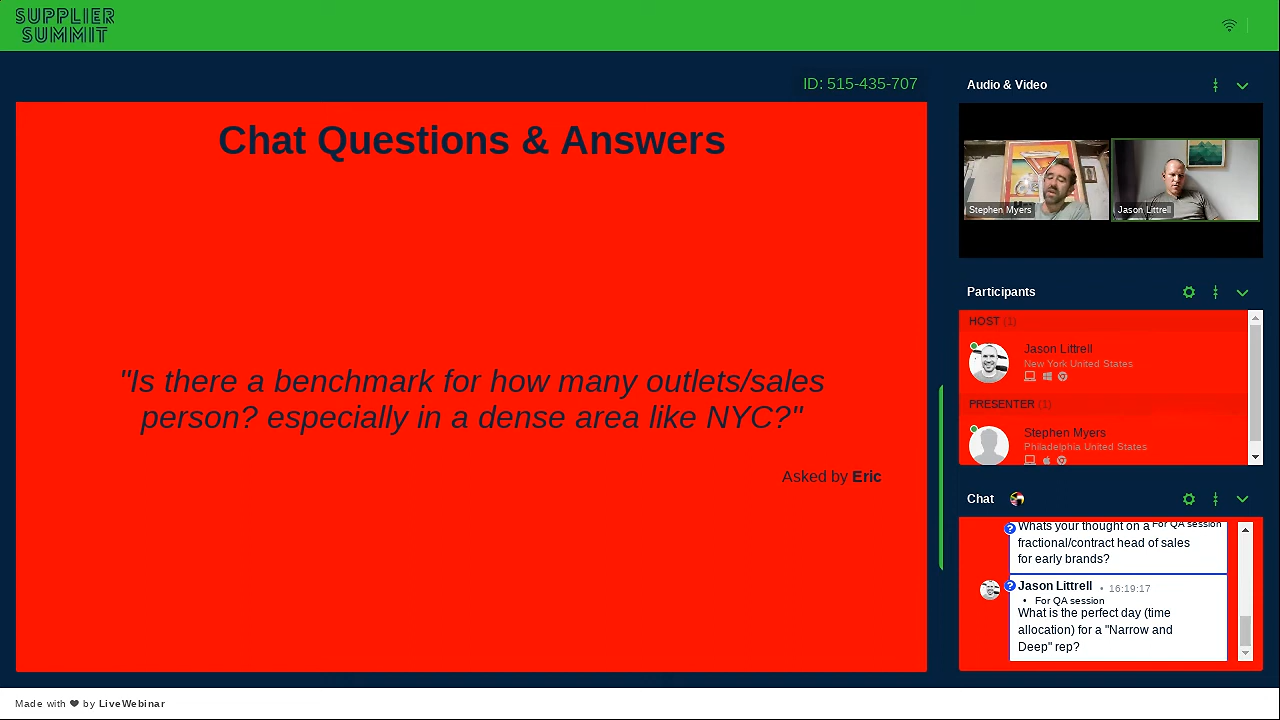 SUPPLIER
SUMMIT
ID: 515-435-707
Chat Questions & Answers
"Is there a benchmark for how many outlets/sales
person? especially in a dense area like NYC?"
Asked by Eric
Audio & Video
Stephen Myers
Jason Littrell
Participants
HOST (1)
Jason Littrell
New York United States
PRESENTER (1)
Stephen Myers
Philadelphia United States
Chat
Whats your thought on a For QA session
fractional/contract head of sales
for early brands?
Jason Littrell • 16:19:17
• For QA session
What is the perfect day (time
allocation) for a "Narrow and
Deep" rep?
Made with ❤ by LiveWebinar